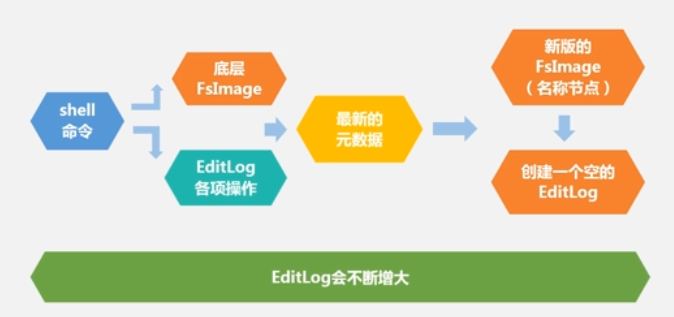 shell
命令
底层
FsImage
EditLog
各项操作
最新的
元数据
新版的
FsImage
（名称节点）
创建一个空的
EditLog
EditLog会不断增大